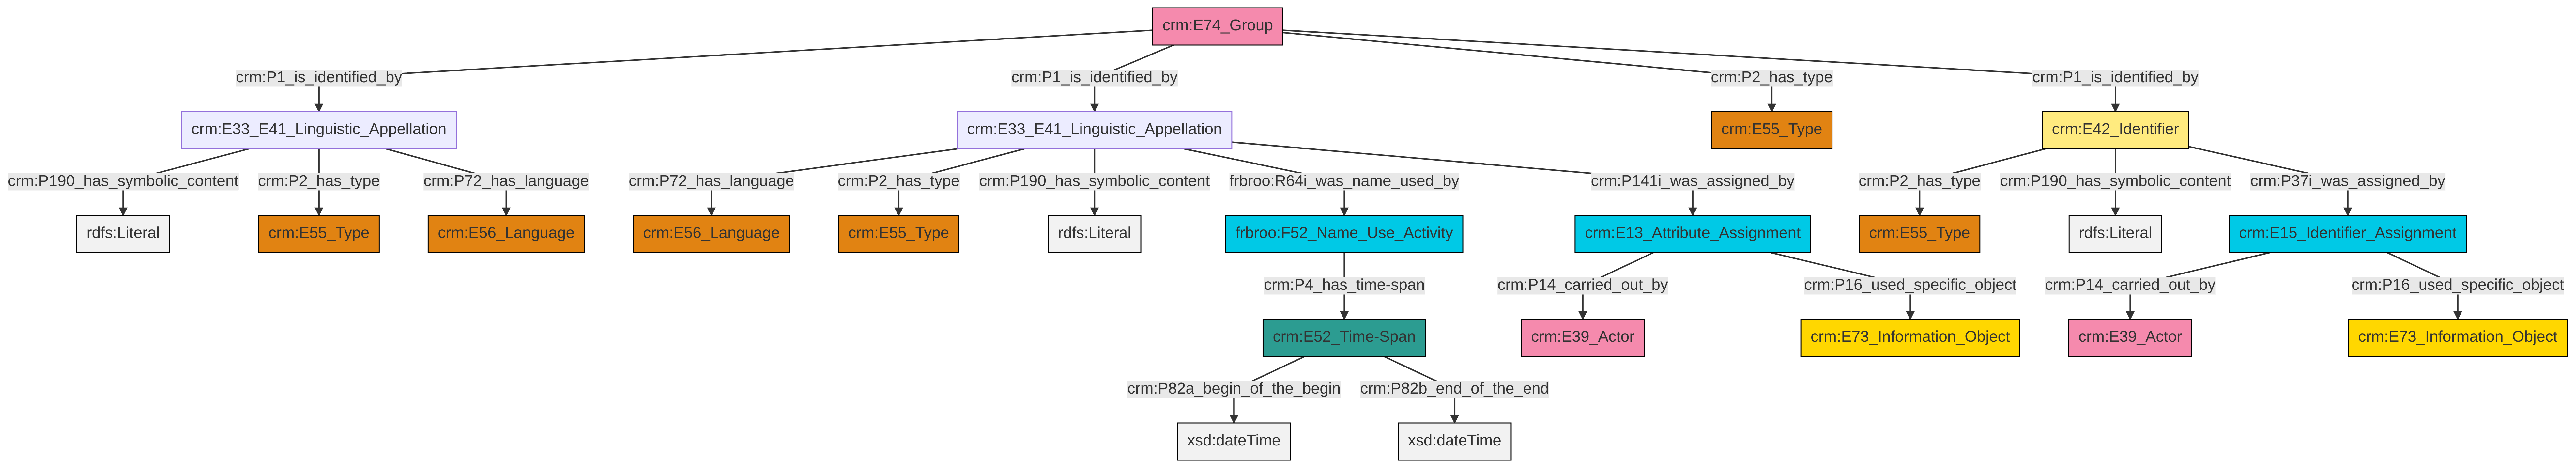 crm:E74_Group
crm:P1_is_identified_by
crm:P1_is_identified_by
crm:P2_has_type
crm:P1_is_identified_by
crm:E33_E41_Linguistic_Appellation
crm:E33_E41_Linguistic_Appellation
crm:E55_Type
crm:E42_Identifier
crm:P190_has_symbolic_content
crm:P2_has_type
crm:P72_has_language
crm:P72_has_language
crm:P2_has_type
crm:P190_has_symbolic_content
frbroo:R64i_was_name_used_by
crm:P141i_was_assigned_by
crm:P2_has_type
crm:P190_has_symbolic_content
crm:P37i_was_assigned_by
rdfs:Literal
crm:E55_Type
crm:E56_Language
crm:E56_Language
crm:E55_Type
rdfs:Literal
frbroo:F52_Name_Use_Activity
crm:E13_Attribute_Assignment
crm:E55_Type
rdfs:Literal
crm:E15_Identifier_Assignment
crm:P4_has_time-span
crm:P14_carried_out_by
crm:P16_used_specific_object
crm:P14_carried_out_by
crm:P16_used_specific_object
crm:E52_Time-Span
crm:E39_Actor
crm:E73_Information_Object
crm:E39_Actor
crm:E73_Information_Object
crm:P82a_begin_of_the_begin
crm:P82b_end_of_the_end
xsd:dateTime
xsd:dateTime